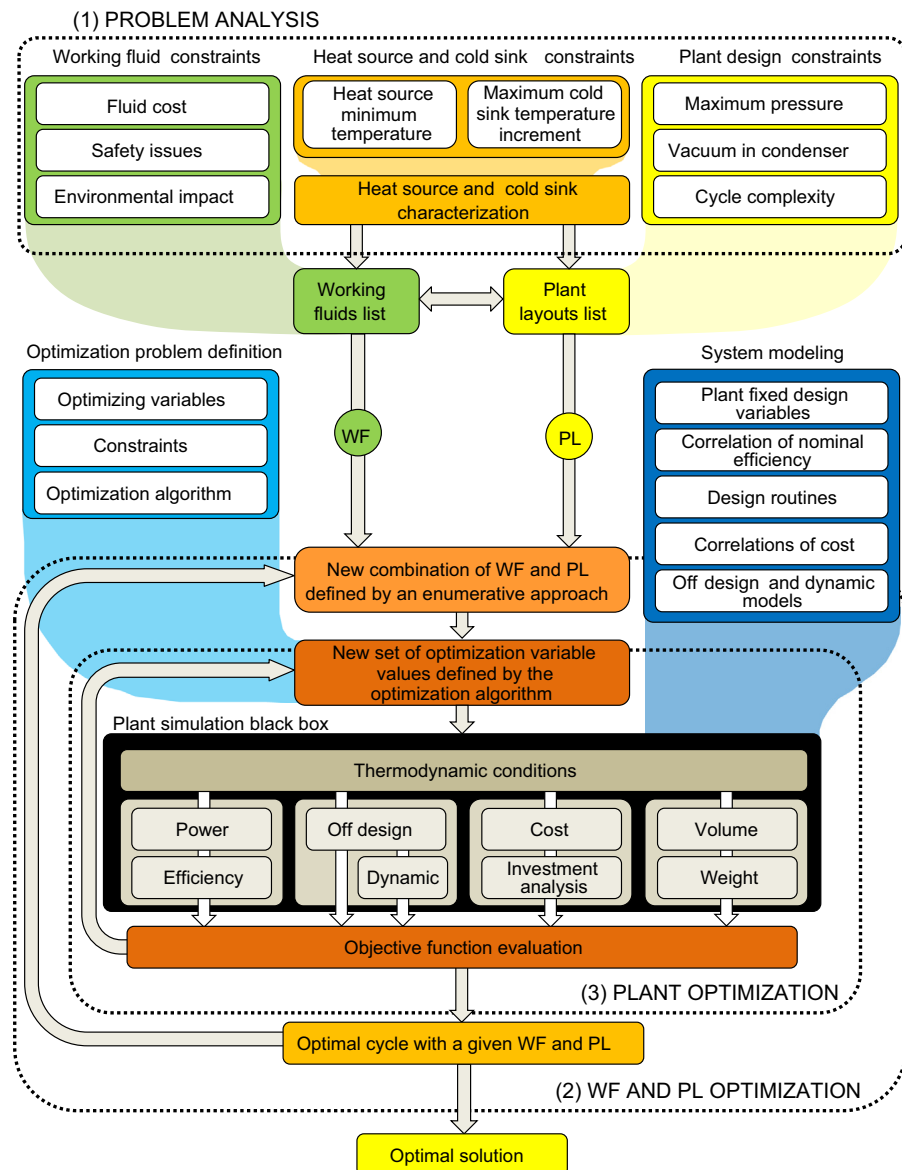 (1) PROBLEM ANALYSIS
Working fluid constraints
Fluid cost
Safety issues
Environmental impact
Heat source and cold sink constraints
Heat source
minimum
temperature
Maximum cold
sink temperature
increment
Heat source and cold sink
characterization
Plant design constraints
Maximum pressure
Vacuum in condenser
Cycle complexity
Working
fluids list
Plant
layouts list
Optimization problem definition
Optimizing variables
Constraints
Optimization algorithm
WF
PL
System modeling
Plant fixed design
variables
Correlation of nominal
efficiency
Design routines
Correlations of cost
Off design and dynamic
models
New combination of WF and PL
defined by an enumerative approach
New set of optimization variable
values defined by the
optimization algorithm
Plant simulation black box
Thermodynamic conditions
Power
Efficiency
Off design
Dynamic
Cost
Investment
analysis
Volume
Weight
Objective function evaluation
(3) PLANT OPTIMIZATION
Optimal cycle with a given WF and PL
(2) WF AND PL OPTIMIZATION
Optimal solution